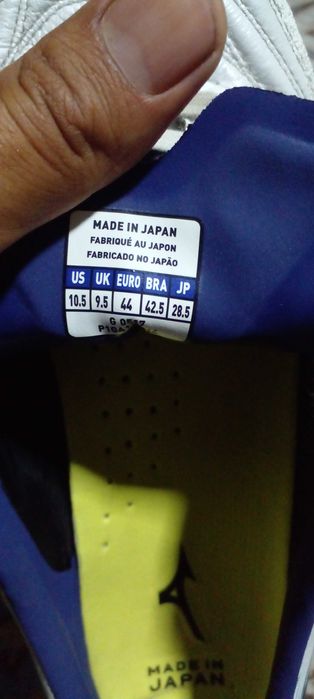 MADE IN JAPAN
FABRIQUÉ AU JAPON
FABRICADO NO JAPÃO
US UK EURO BRA JP
10.5 9.5 44 42.5 28.5
MADE IN
JAPAN